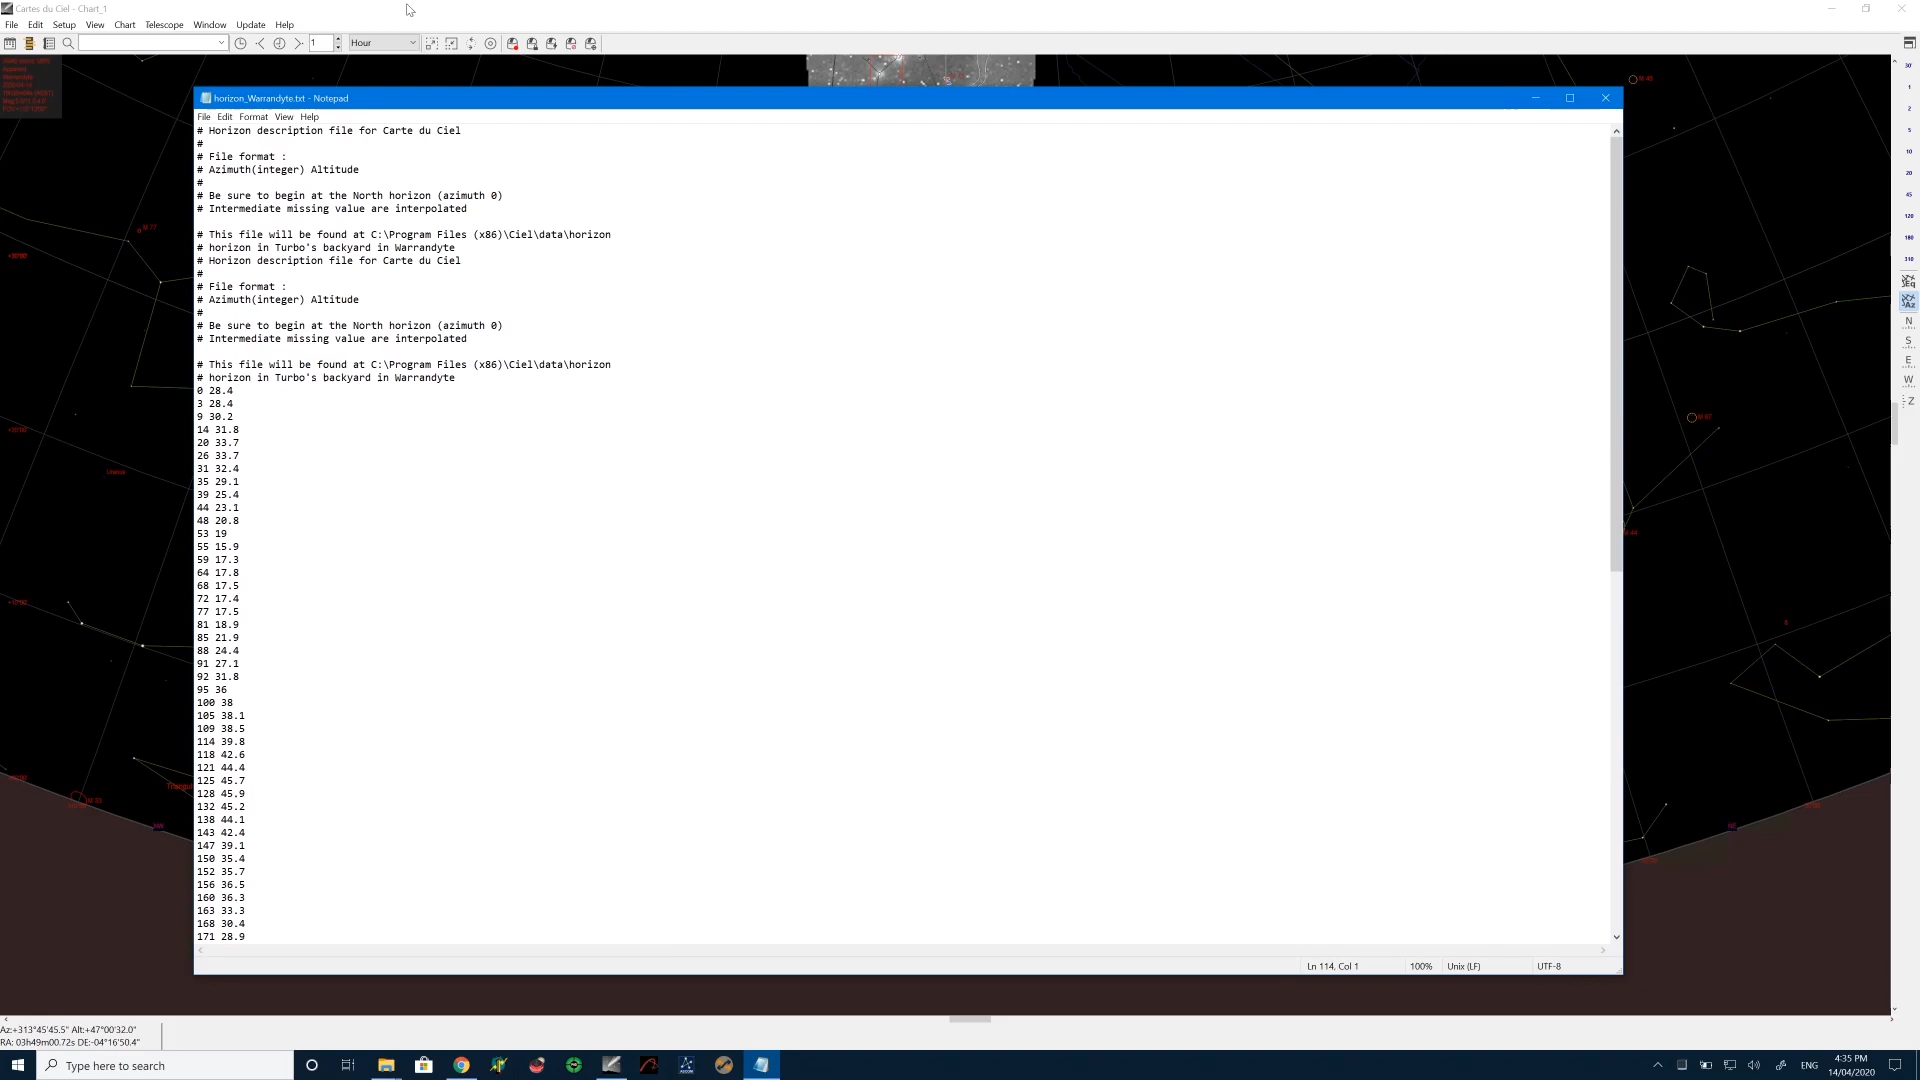 Cartes du Ciel - Chart_1
File Edit Setup View Chart Telescope Window Update Help
1 Hour
horizon_Warrandyte.txt - Notepad
File Edit Format View Help
# Horizon description file for Carte du Ciel
#
# File format :
# Azimuth(integer) Altitude
#
# Be sure to begin at the North horizon (azimuth 0)
# Intermediate missing value are interpolated
# This file will be found at C:\Program Files (x86)\Ciel\data\horizon
# horizon in Turbo's backyard in Warrandyte
# Horizon description file for Carte du Ciel
#
# File format :
# Azimuth(integer) Altitude
#
# Be sure to begin at the North horizon (azimuth 0)
# Intermediate missing value are interpolated
# This file will be found at C:\Program Files (x86)\Ciel\data\horizon
# horizon in Turbo's backyard in Warrandyte
0 28.4
3 28.4
9 30.2
14 31.8
20 33.7
26 33.7
31 32.4
35 29.1
39 25.4
44 23.1
48 20.8
53 19
55 15.9
59 17.3
64 17.8
68 17.5
72 17.4
77 17.5
81 18.9
85 21.9
88 24.4
91 27.1
92 31.8
95 36
100 38
105 38.1
109 38.5
114 39.8
118 42.6
121 44.4
125 45.7
128 45.9
132 45.2
138 44.1
143 42.4
147 39.1
150 35.4
152 35.7
156 36.5
160 36.3
163 33.3
168 30.4
171 28.9
Ln 114, Col 1 100% Unix (LF) UTF-8
30'
1
2
5
10
20
45
120
180
310
Eq
Az
N
S
E
W
Z
Uranus
Az:+313°45'45.5" Alt:+47°00'32.0"
RA: 03h49m00.72s DE:-04°16'50.4"
Type here to search
ENG
4:35 PM
14/04/2020